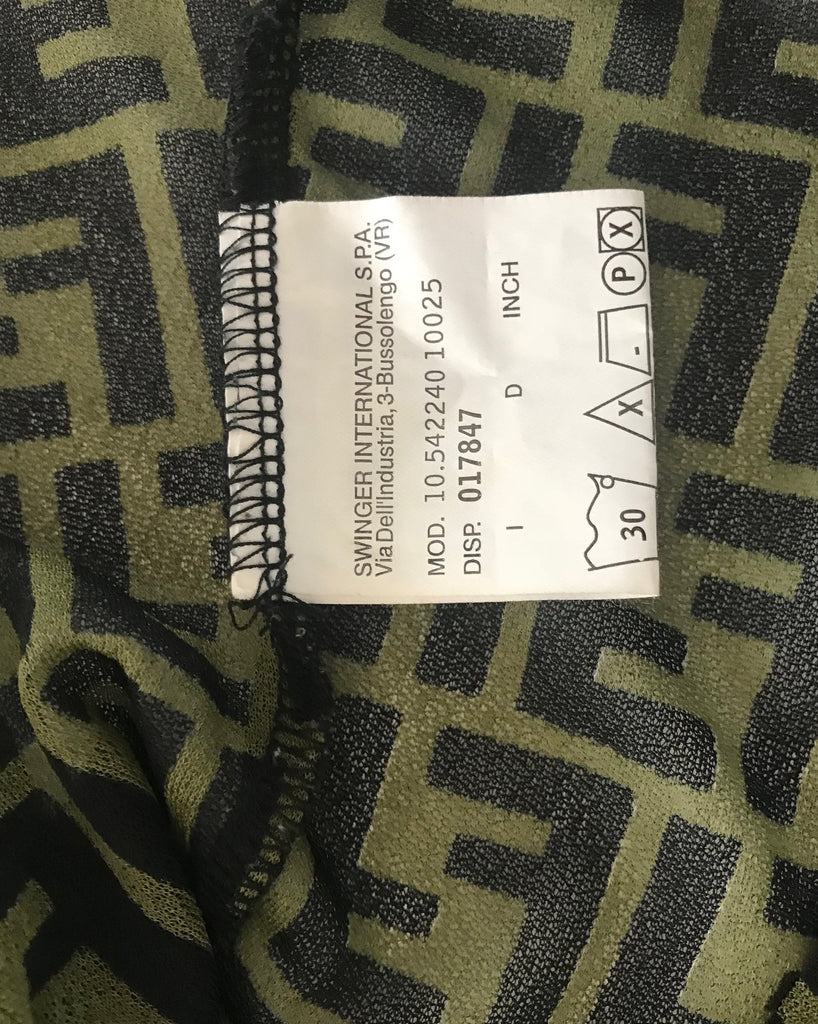 SWINGER INTERNATIONAL S.P.A.
Via Dell'Industria, 3-Bussolengo (VR)
MOD. 10.542240 10025
DISP. 017847
I D INCH
30 X P X